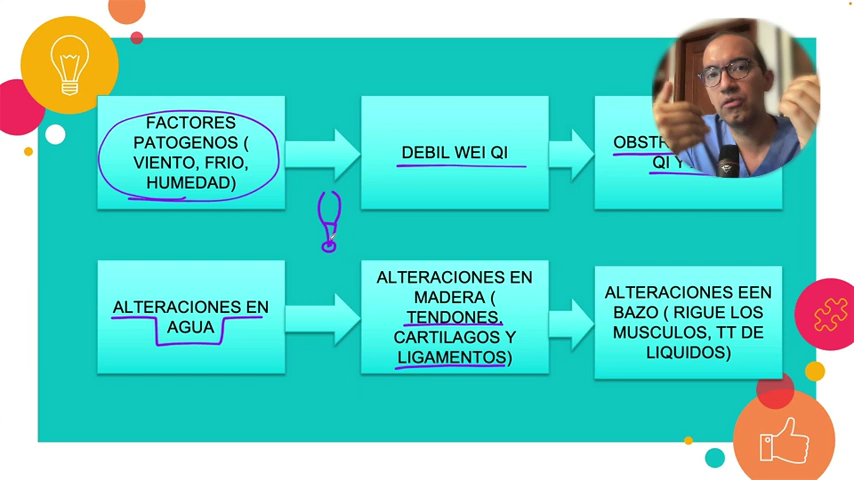 FACTORES
PATOGENOS (
VIENTO, FRIO,
HUMEDAD)
DEBIL WEI QI
QI Y
ALTERACIONES EN
AGUA
ALTERACIONES EN
MADERA (
TENDONES,
CARTILAGOS Y
LIGAMENTOS)
ALTERACIONES EEN
BAZO ( RIGUE LOS
MUSCULOS, TT DE
LIQUIDOS)